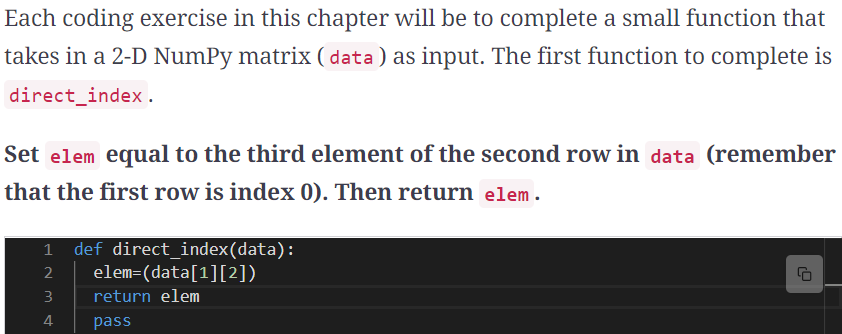 Each coding exercise in this chapter will be to complete a small function that
takes in a 2-D NumPy matrix ( data ) as input. The first function to complete is
direct_index .
Set elem equal to the third element of the second row in data (remember
that the first row is index 0). Then return elem .
1 def direct_index(data):
2 elem=(data[1][2])
3 return elem
4 pass